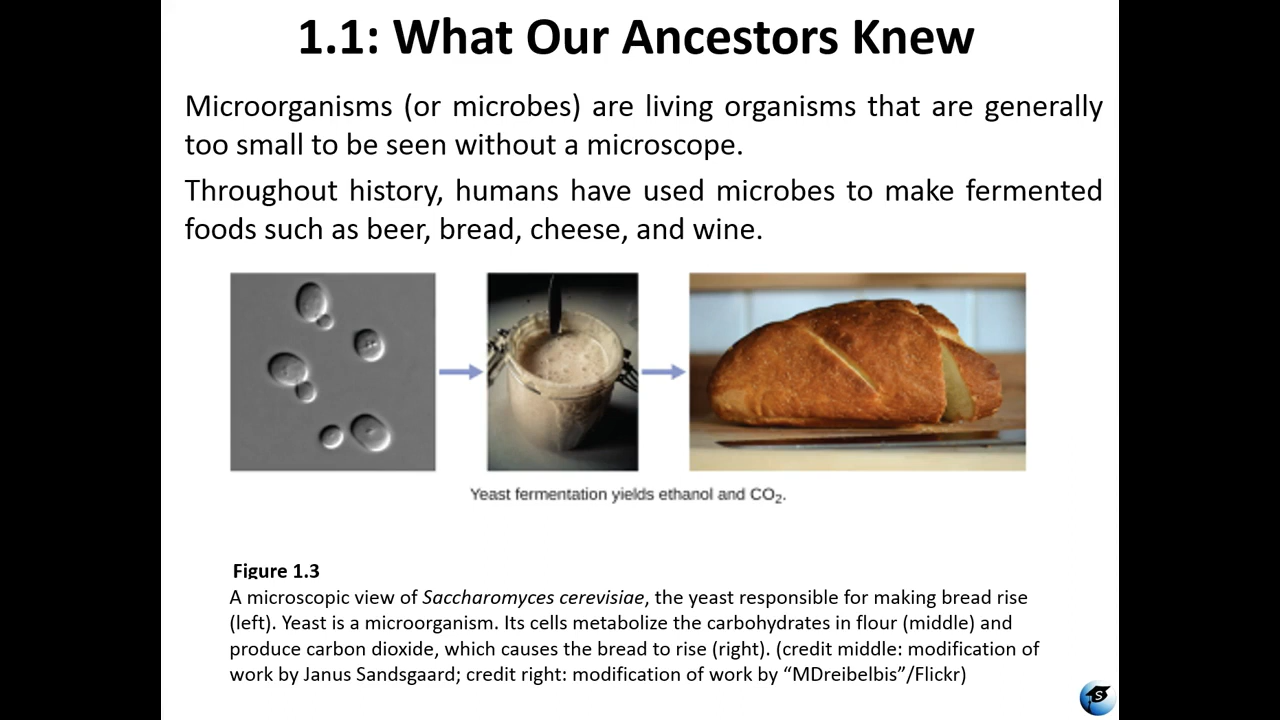 1.1: What Our Ancestors Knew
Microorganisms (or microbes) are living organisms that are generally
too small to be seen without a microscope.
Throughout history, humans have used microbes to make fermented
foods such as beer, bread, cheese, and wine.
Yeast fermentation yields ethanol and CO₂.
Figure 1.3
A microscopic view of Saccharomyces cerevisiae, the yeast responsible for making bread rise
(left). Yeast is a microorganism. Its cells metabolize the carbohydrates in flour (middle) and
produce carbon dioxide, which causes the bread to rise (right). (credit middle: modification of
work by Janus Sandsgaard; credit right: modification of work by “MDreibelbis”/Flickr)
S